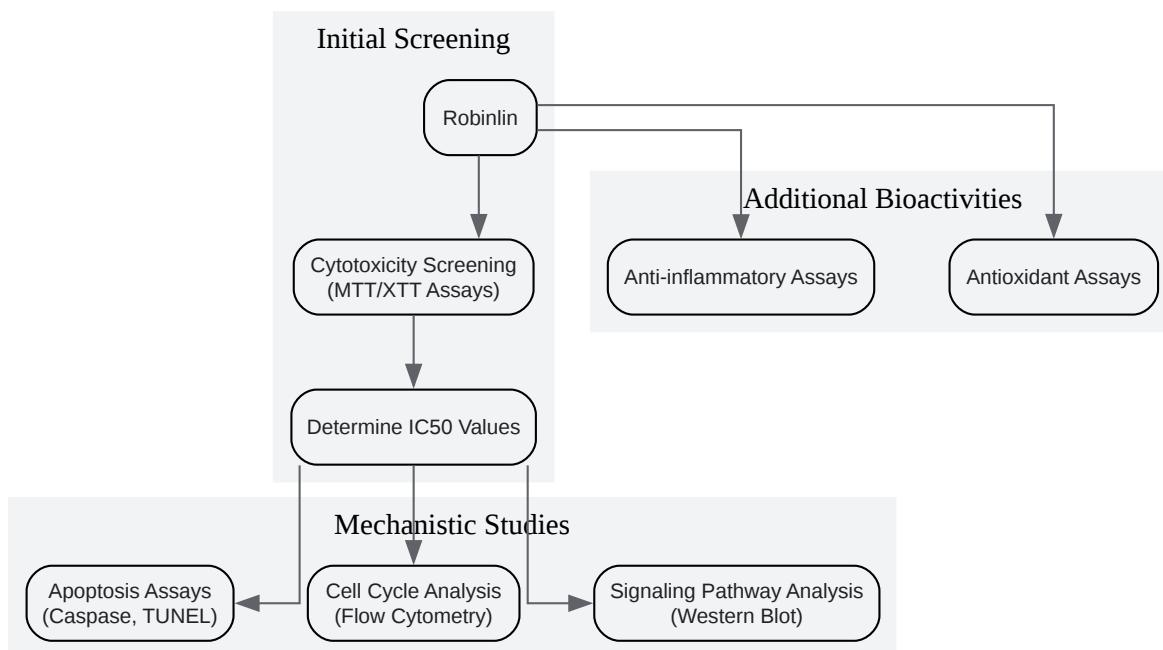 Initial Screening
Robinlin
Additional Bioactivities
Cytotoxicity Screening
(MTT/XTT Assays)
Anti-inflammatory Assays
Antioxidant Assays
Determine IC50 Values
Mechanistic Studies
Apoptosis Assays
(Caspase, TUNEL)
Cell Cycle Analysis
(Flow Cytometry)
Signaling Pathway Analysis
(Western Blot)